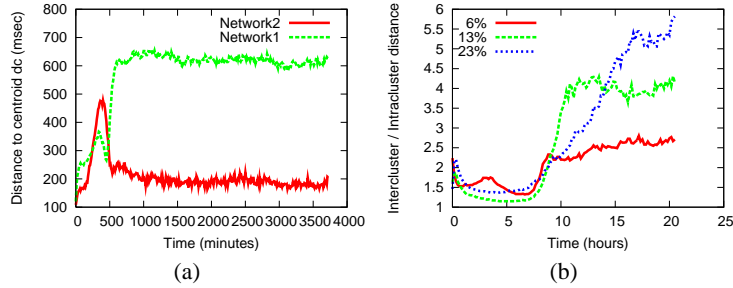 Distance to centroid dc (msec)
800
700
600
500
400
300
200
100
Network2
Network1
0 500 1000 1500 2000 2500 3000 3500 4000
Time (minutes)
(a)
Intercluster / Intracluster distance
6
5.5
5
4.5
4
3.5
3
2.5
2
1.5
1
6%
13%
23%
0 5 10 15 20 25
Time (hours)
(b)